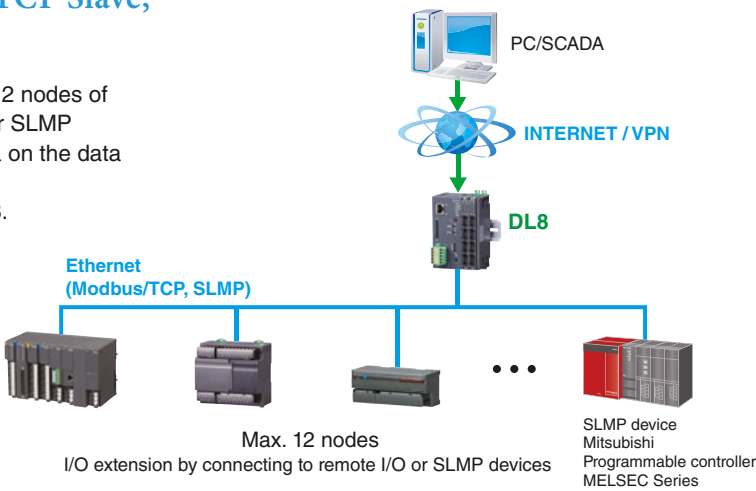 TCP Slave,
2 nodes of
r SLMP
on the data
PC/SCADA
INTERNET / VPN
DL8
Ethernet
(Modbus/TCP, SLMP)
Max. 12 nodes
I/O extension by connecting to remote I/O or SLMP devices
SLMP device
Mitsubishi
Programmable controller
MELSEC Series